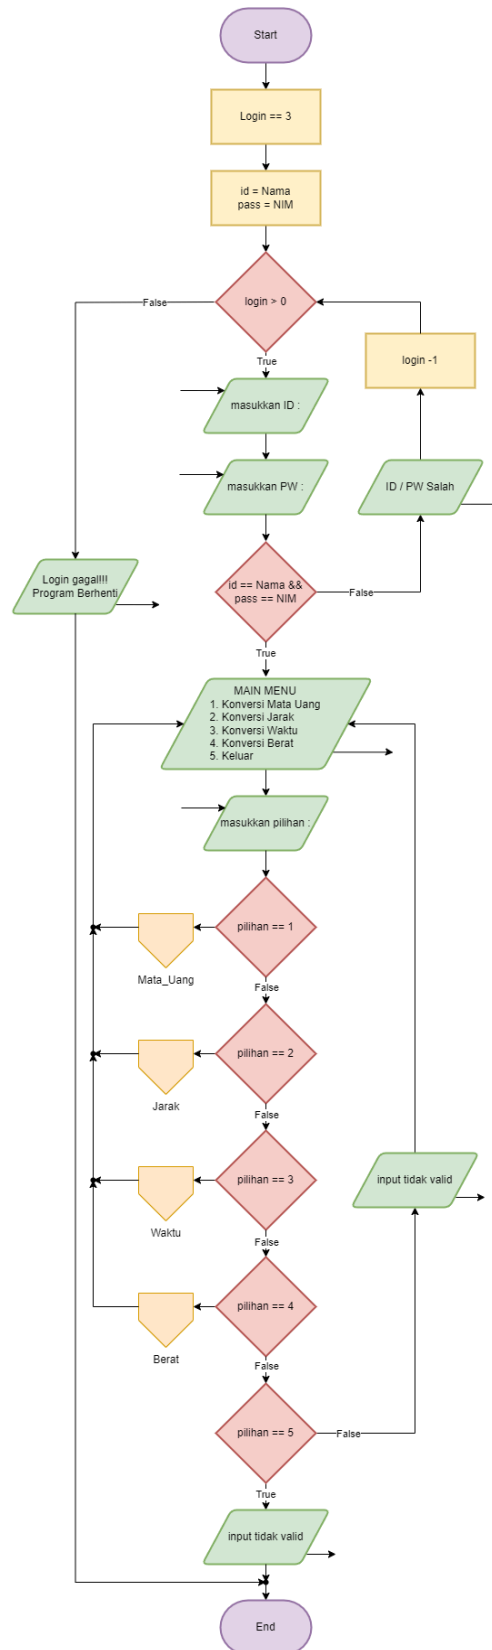 Start
Login == 3
id = Nama
pass = NIM
login > 0
False
True
login -1
masukkan ID :
masukkan PW :
ID / PW Salah
id == Nama &&
pass == NIM
False
True
Login gagal!!!
Program Berhenti
MAIN MENU
1. Konversi Mata Uang
2. Konversi Jarak
3. Konversi Waktu
4. Konversi Berat
5. Keluar
masukkan pilihan :
pilihan == 1
Mata_Uang
False
pilihan == 2
Jarak
False
pilihan == 3
Waktu
False
input tidak valid
pilihan == 4
Berat
False
pilihan == 5
False
True
input tidak valid
End